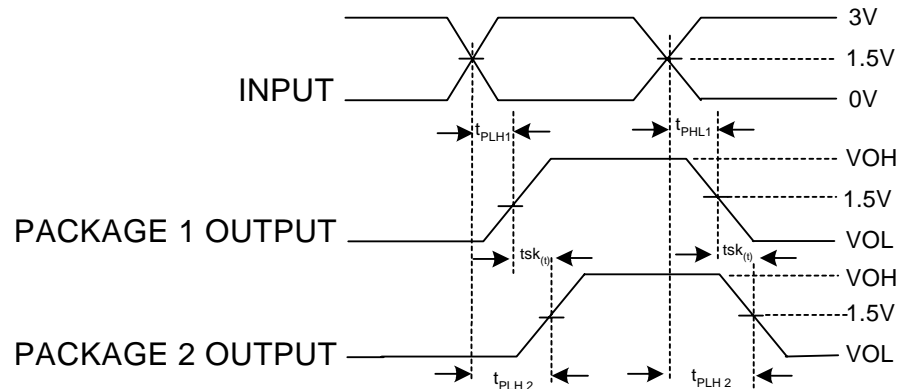 3V
1.5V
INPUT
0V
tPLH1
tPHL1
VOH
1.5V
PACKAGE 1 OUTPUT
VOL
tsk(t)
tsk(t)
VOH
1.5V
PACKAGE 2 OUTPUT
VOL
tPLH 2
tPLH 2